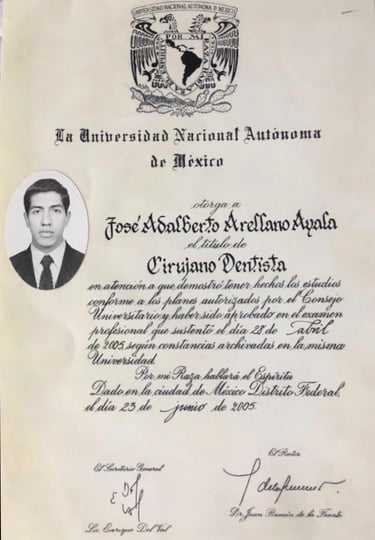 UNIVERSIDAD NACIONAL AUTÓNOMA DE MÉXICO
POR MI RAZA
La Universidad Nacional Autónoma
de México
otorga a
José Adalberto Arellano Ayala
el título de
Cirujano Dentista
en atención a que demostró tener hechos los estudios
conforme a los planes autorizados por el Consejo
Universitario y haber sido aprobado en el examen
profesional que sustentó el día 28 de abril
de 2005 según constancias archivadas en la misma
Universidad.
Por mi Raza hablará el Espíritu
Dado en la ciudad de México Distrito Federal,
el día 23 de junio de 2005.
El Secretario General
El Rector
Lic. Enrique Del Val
Dr. Juan Ramón de la Fuente